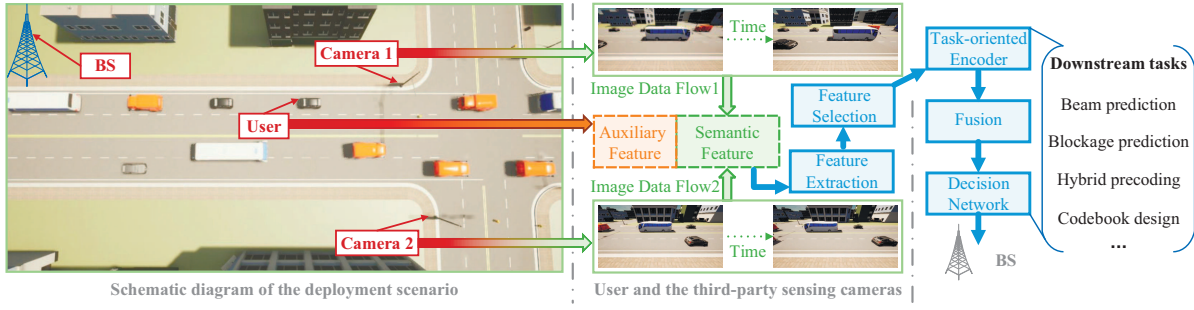 BS
Camera 1
User
Camera 2
Schematic diagram of the deployment scenario
Time
Image Data Flow1
Auxiliary
Feature
Semantic
Feature
Image Data Flow2
Time
User and the third-party sensing cameras
Feature
Selection
Feature
Extraction
Task-oriented
Encoder
Fusion
Decision
Network
BS
Downstream tasks
Beam prediction
Blockage prediction
Hybrid precoding
Codebook design
...